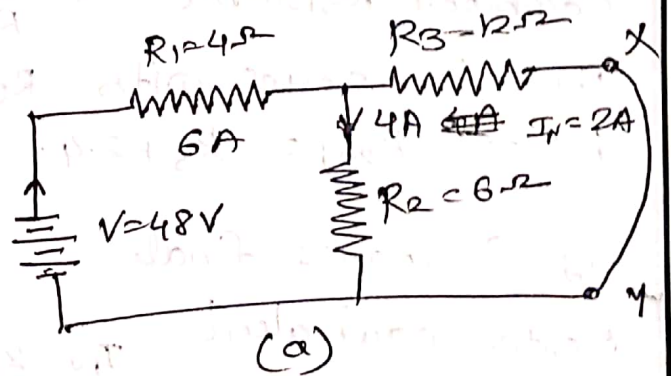 R1=4Ω
R3=12Ω
X
6A
4A
IN=2A
R2=6Ω
V=48V
Y
(a)